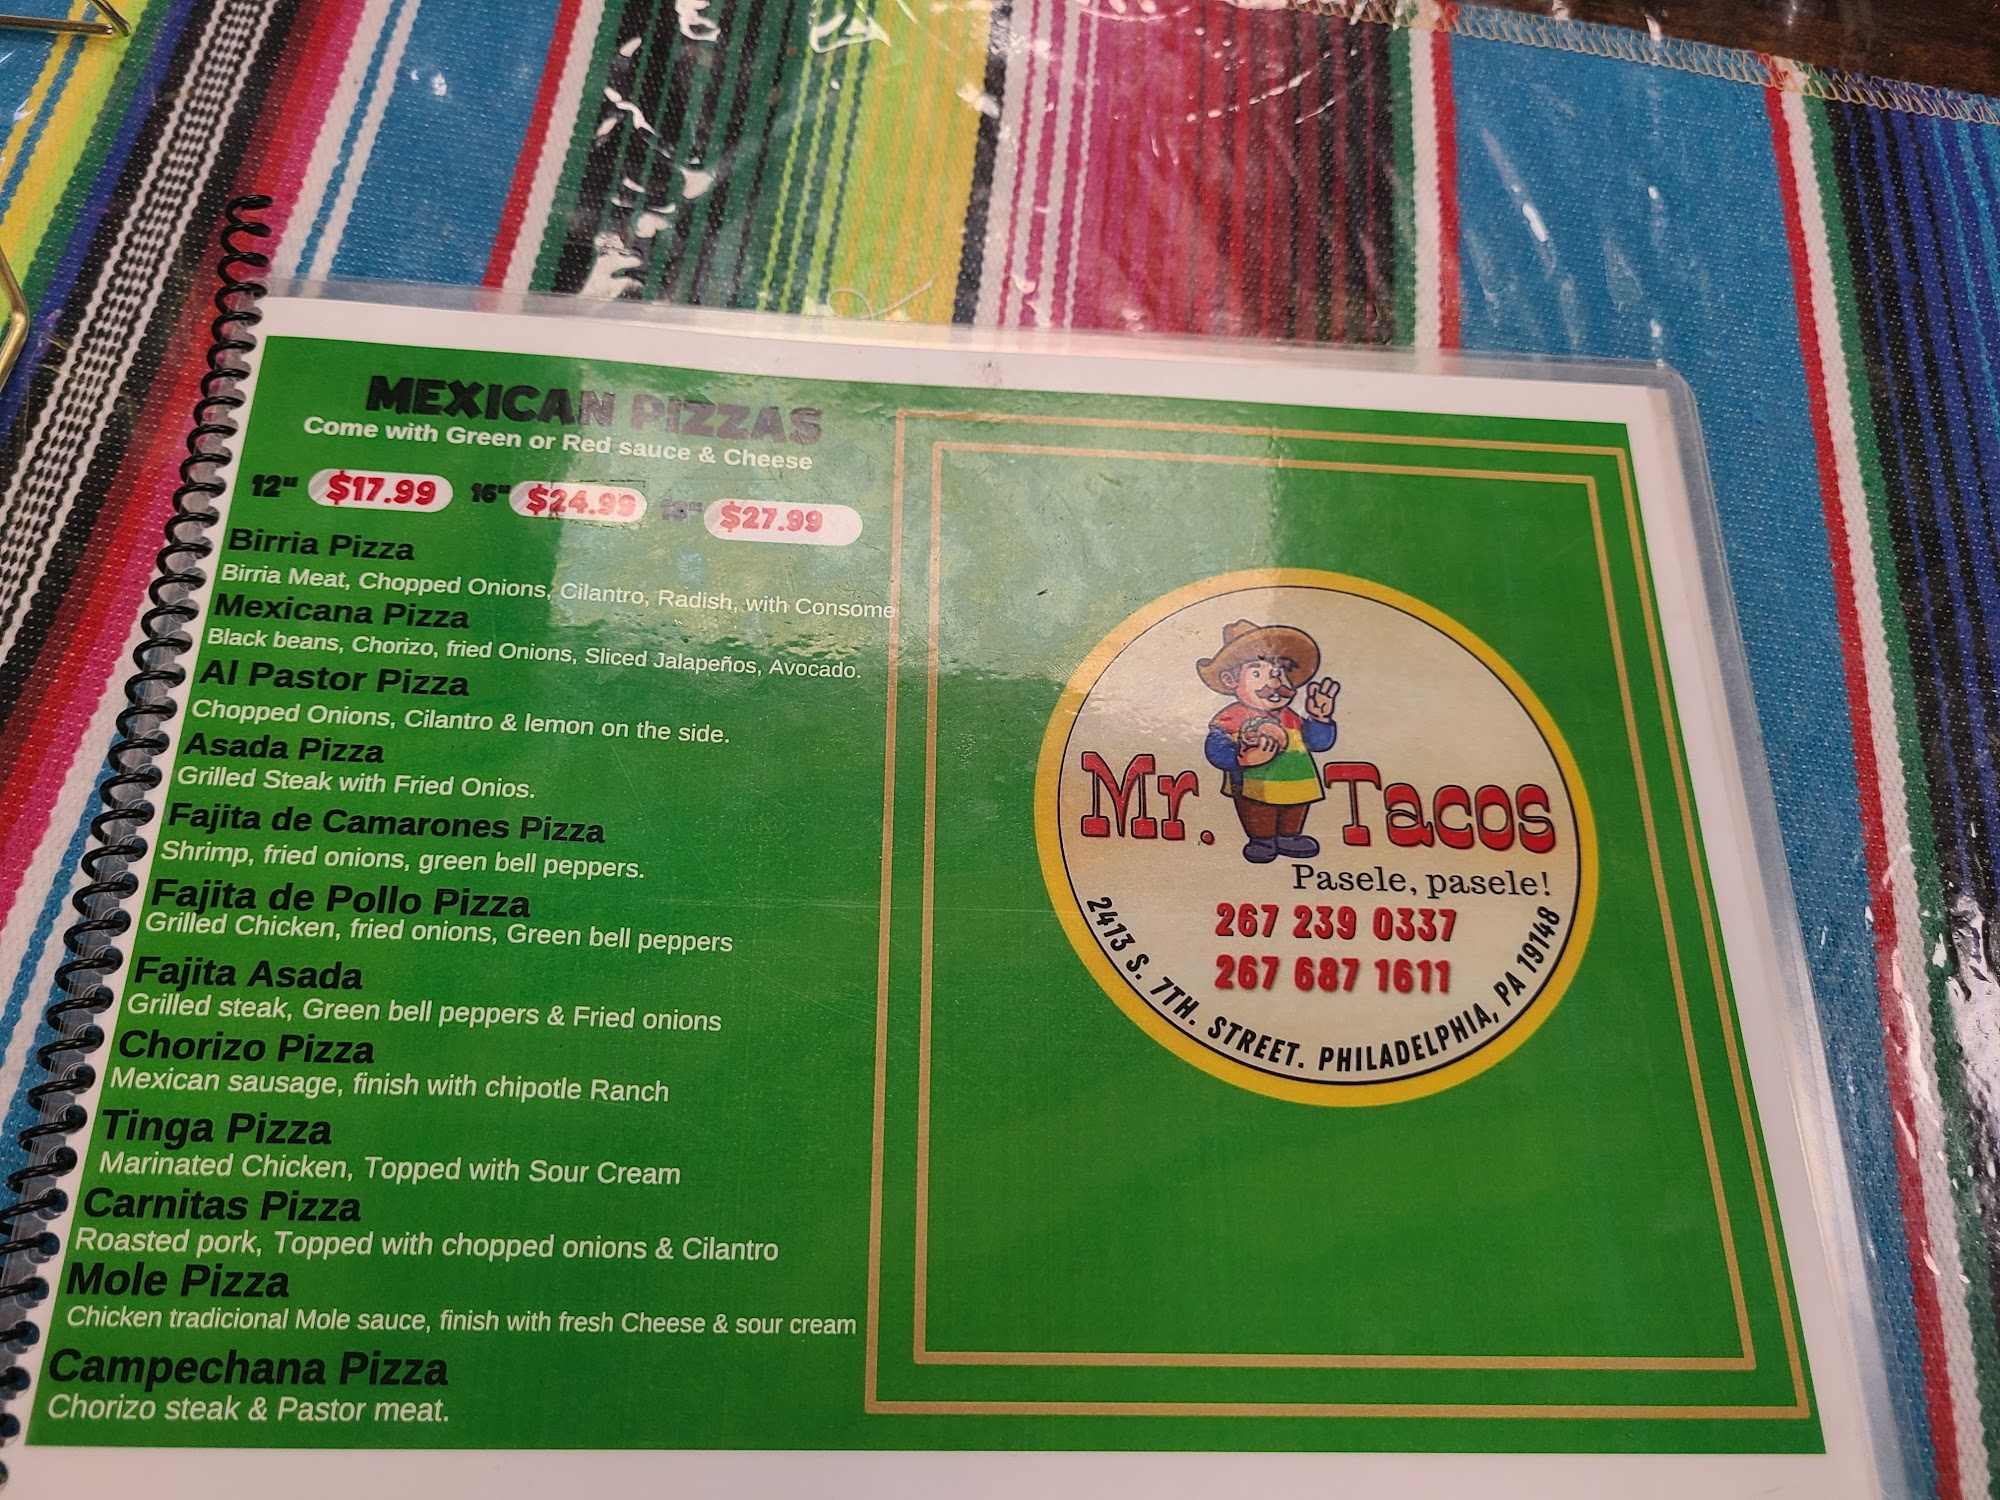 MEXICAN PIZZAS
Come with Green or Red sauce & Cheese
12" $17.99 16" $24.99 $27.99
Birria Pizza
Birria Meat, Chopped Onions, Cilantro, Radish, with Consome
Mexicana Pizza
Black beans, Chorizo, fried Onions, Sliced Jalapeños, Avocado.
Al Pastor Pizza
Chopped Onions, Cilantro & lemon on the side.
Asada Pizza
Grilled Steak with Fried Onios.
Fajita de Camarones Pizza
Shrimp, fried onions, green bell peppers.
Fajita de Pollo Pizza
Grilled Chicken, fried onions, Green bell peppers
Fajita Asada
Grilled steak, Green bell peppers & Fried onions
Chorizo Pizza
Mexican sausage, finish with chipotle Ranch
Tinga Pizza
Marinated Chicken, Topped with Sour Cream
Carnitas Pizza
Roasted pork, Topped with chopped onions & Cilantro
Mole Pizza
Chicken tradicional Mole sauce, finish with fresh Cheese & sour cream
Campechana Pizza
Chorizo steak & Pastor meat.
Mr. Tacos
Pasele, pasele!
267 239 0337
267 687 1611
2413 S. 7TH. STREET. PHILADELPHIA, PA 19148